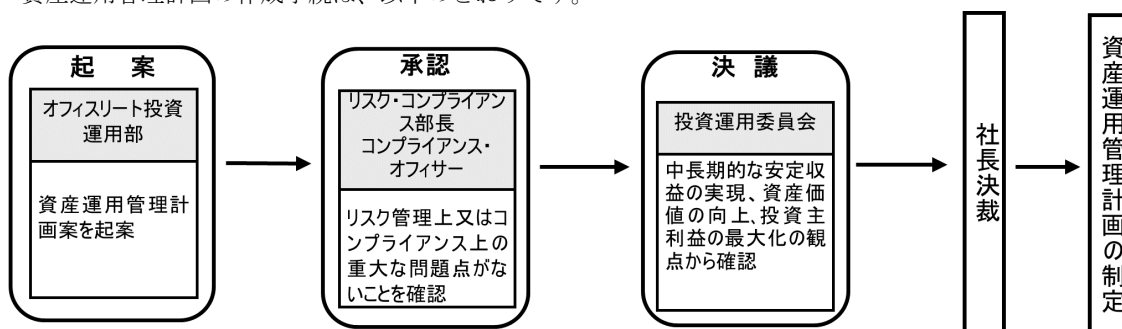 資産運用管理計画の作成手続は、以下のとおりです。
起 案
オフィスリート投資
運用部
資産運用管理計
画案を起案
承認
リスク・コンプライアン
ス部長
コンプライアンス・
オフィサー
リスク管理上又はコ
ンプライアンス上の
重大な問題点がな
いことを確認
決 議
投資運用委員会
中長期的な安定収
益の実現、資産価
値の向上、投資主
利益の最大化の観
点から確認
社長決裁
資産運用管理計画の制定